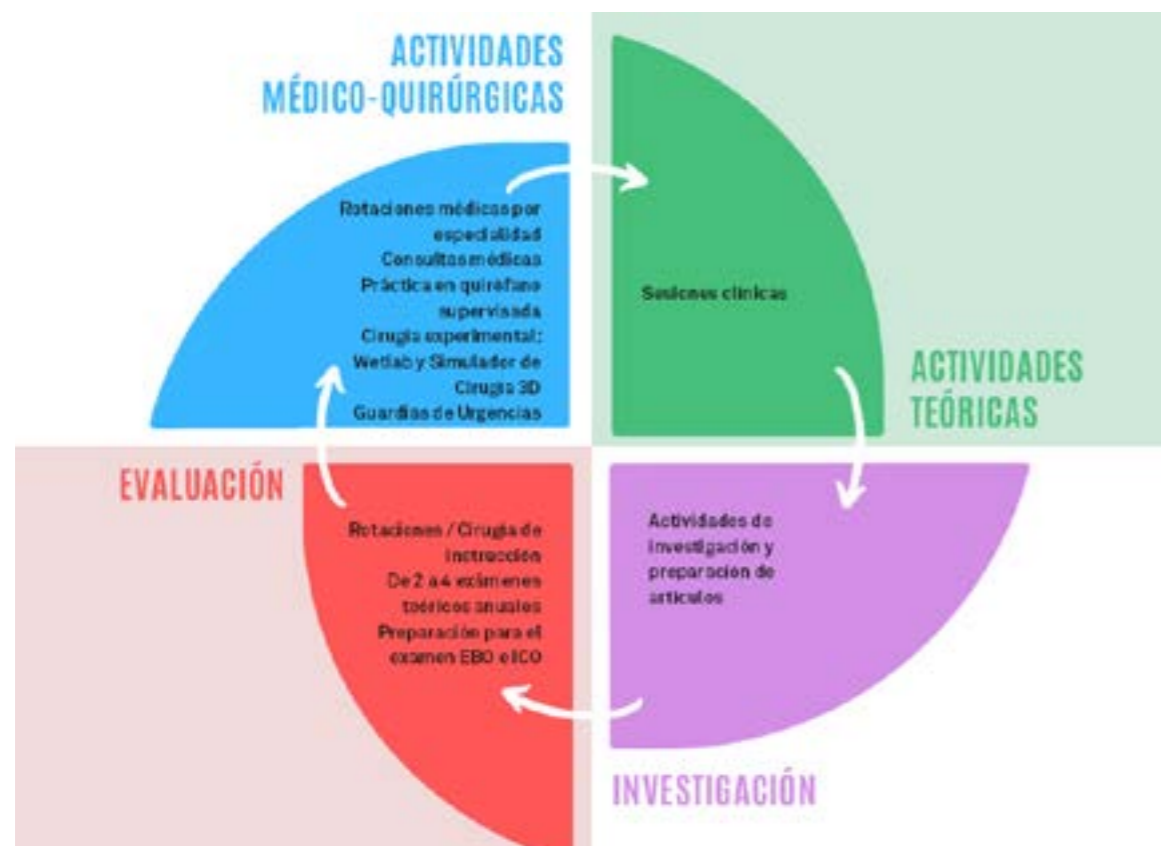 ACTIVIDADES
MÉDICO-QUIRÚRGICAS
Rotaciones médicas por
especialidad
Consultas médicas
Práctica en quirófano
supervisada
Cirugía experimental:
Wetlab y Simulador de
Cirugía 3D
Guardias de Urgencias
Sesiones clínicas
ACTIVIDADES
TEÓRICAS
EVALUACIÓN
Rotaciones / Cirugía de
instrucción
De 2 a 4 exámenes
teóricos anuales
Preparación para el
examen EBO e ICO
Actividades de
investigación y
preparación de
artículos
INVESTIGACIÓN